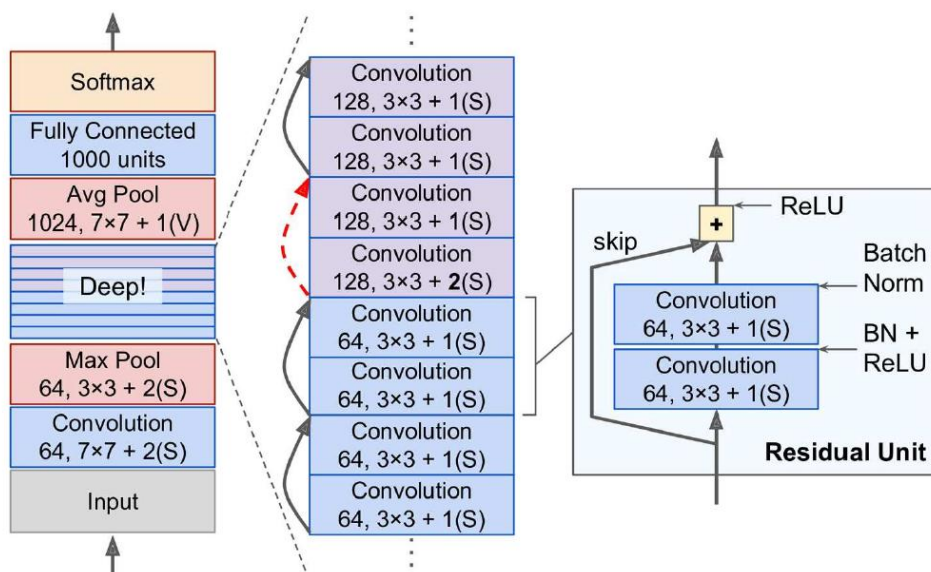 Softmax
Fully Connected
1000 units
Avg Pool
1024, 7×7 + 1(V)
Deep!
Max Pool
64, 3×3 + 2(S)
Convolution
64, 7×7 + 2(S)
Input
Convolution
128, 3×3 + 1(S)
Convolution
128, 3×3 + 1(S)
Convolution
128, 3×3 + 1(S)
Convolution
128, 3×3 + 2(S)
Convolution
64, 3×3 + 1(S)
Convolution
64, 3×3 + 1(S)
Convolution
64, 3×3 + 1(S)
Convolution
64, 3×3 + 1(S)
+
ReLU
skip
Batch
Norm
Convolution
64, 3×3 + 1(S)
BN +
ReLU
Convolution
64, 3×3 + 1(S)
Residual Unit